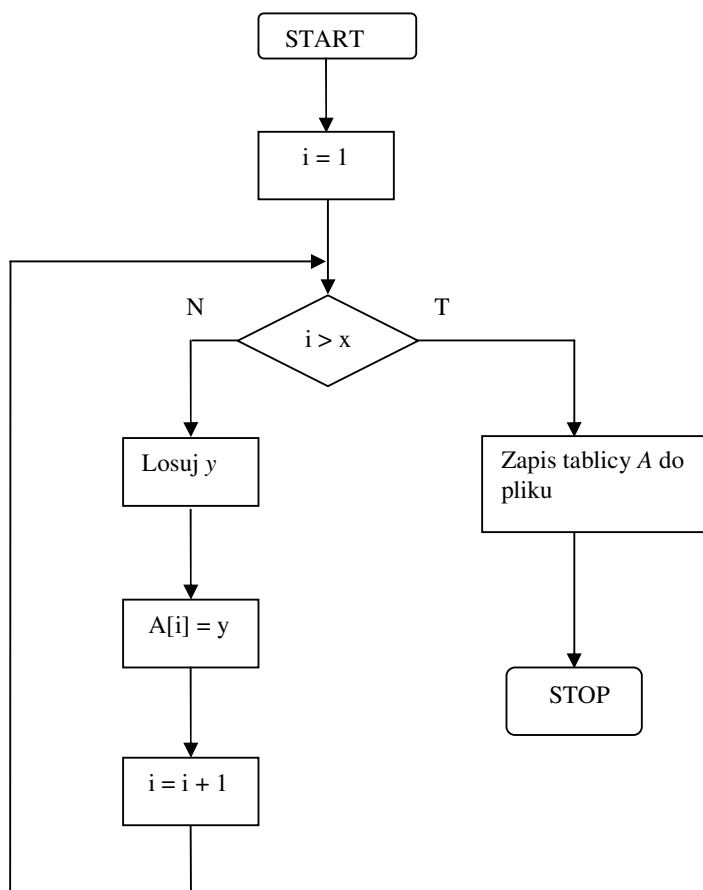 START
i = 1
N
T
i > x
Losuj y
Zapis tablicy A do
pliku
A[i] = y
STOP
i = i + 1